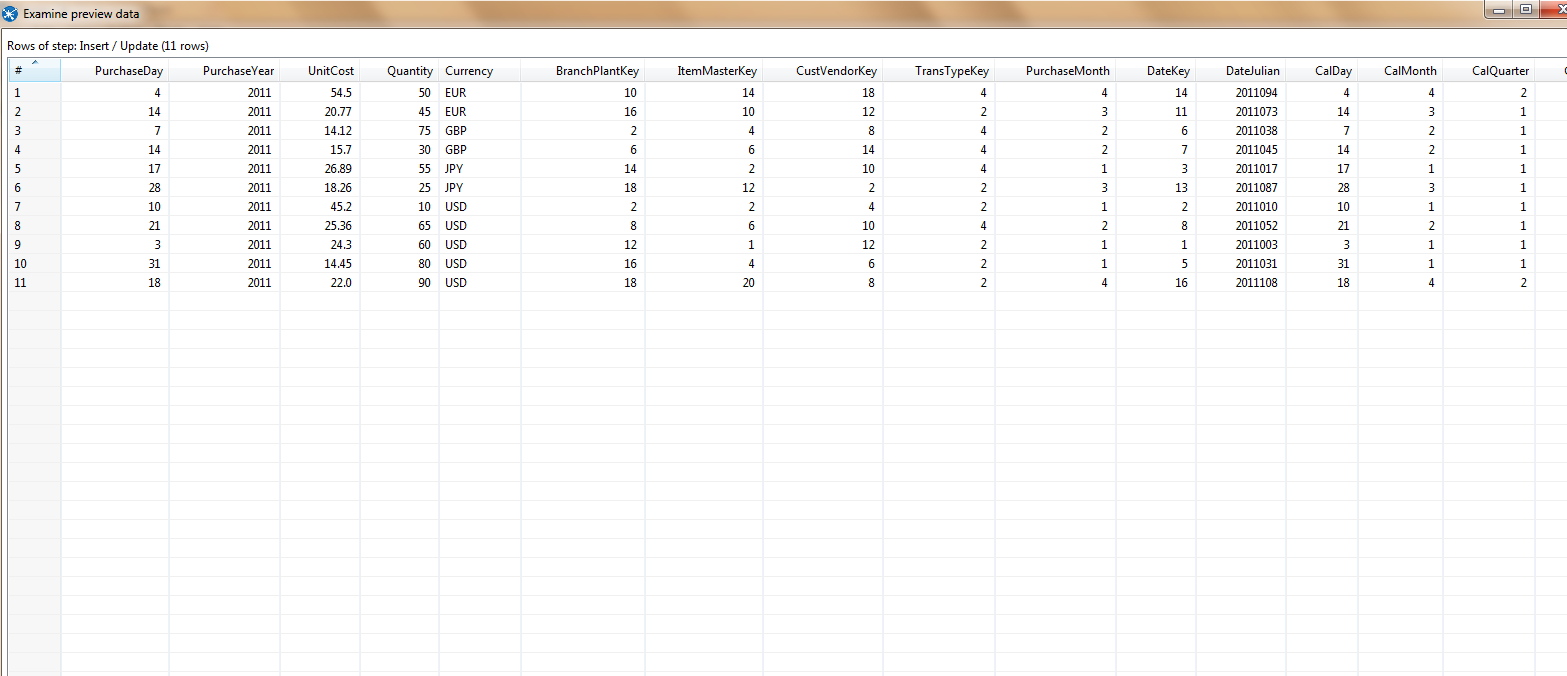 Examine preview data
Rows of step: Insert / Update (11 rows)
# PurchaseDay PurchaseYear UnitCost Quantity Currency BranchPlantKey ItemMasterKey CustVendorKey TransTypeKey PurchaseMonth DateKey DateJulian CalDay CalMonth CalQuarter
1 4 2011 54.5 50 EUR 10 14 18 4 4 14 2011094 4 4 2
2 14 2011 20.77 45 EUR 16 10 12 2 3 11 2011073 14 3 1
3 7 2011 14.12 75 GBP 2 4 8 4 2 6 2011038 7 2 1
4 14 2011 15.7 30 GBP 6 6 14 4 2 7 2011045 14 2 1
5 17 2011 26.89 55 JPY 14 2 10 4 1 3 2011017 17 1 1
6 28 2011 18.26 25 JPY 18 12 2 2 3 13 2011087 28 3 1
7 10 2011 45.2 10 USD 2 2 4 2 1 2 2011010 10 1 1
8 21 2011 25.36 65 USD 8 6 10 4 2 8 2011052 21 2 1
9 3 2011 24.3 60 USD 12 1 12 2 1 1 2011003 3 1 1
10 31 2011 14.45 80 USD 16 4 6 2 1 5 2011031 31 1 1
11 18 2011 22.0 90 USD 18 20 8 2 4 16 2011108 18 4 2